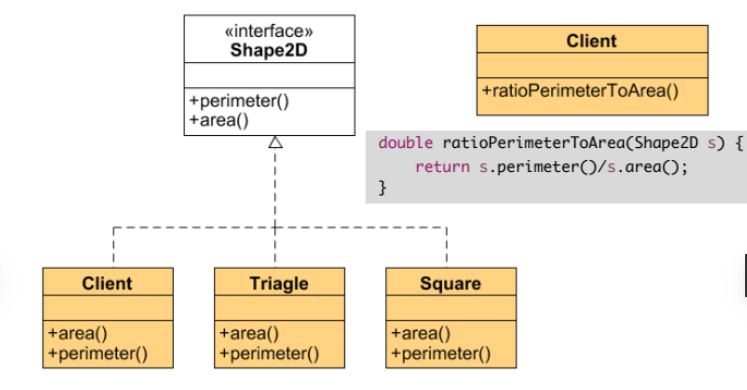 «interface»
Shape2D
+perimeter()
+area()
Client
+ratioPerimeterToArea()
double ratioPerimeterToArea(Shape2D s) {
return s.perimeter()/s.area();
}
Client
+area()
+perimeter()
Triagle
+area()
+perimeter()
Square
+area()
+perimeter()